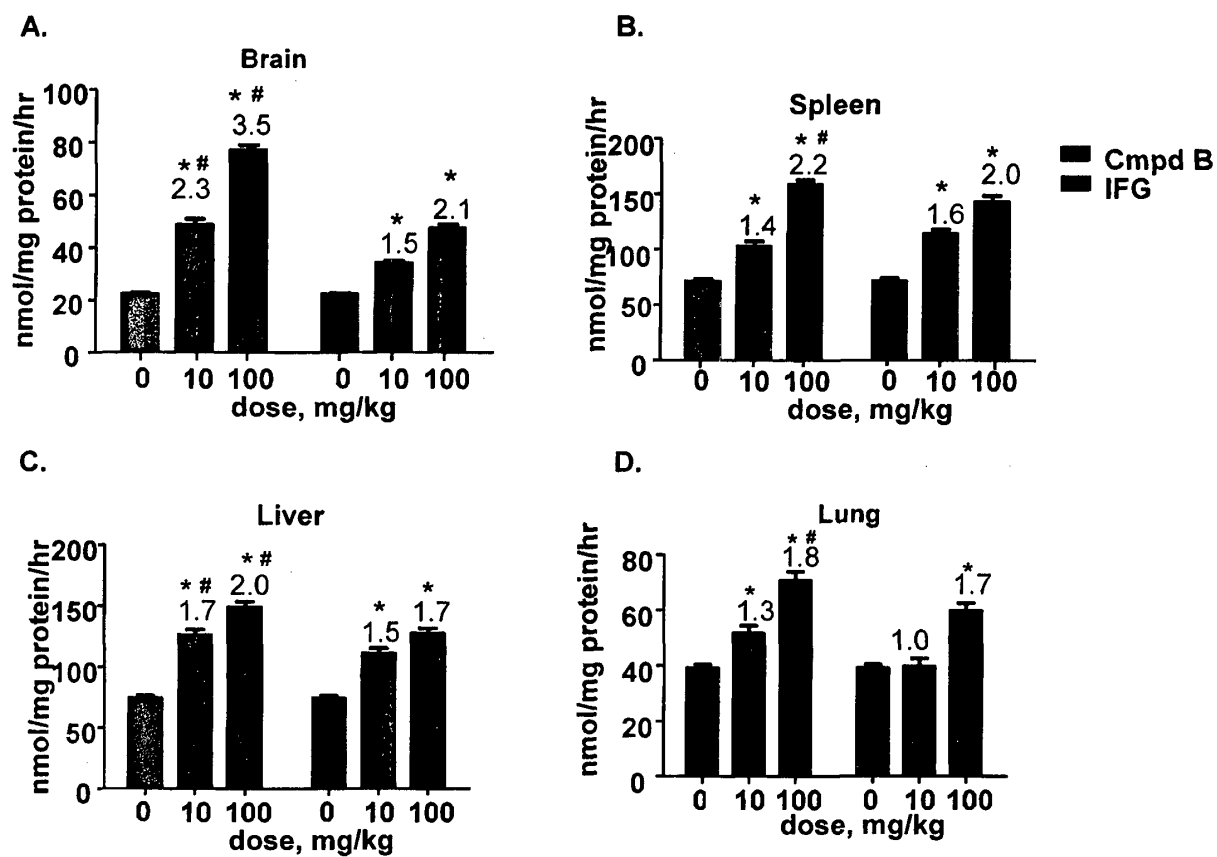 A.
Brain
nmol/mg protein/hr
100
80
60
40
20
0
* #
3.5
* #
2.3
*
2.1
*
1.5
0 10 100 0 10 100
dose, mg/kg
B.
Spleen
nmol/mg protein/hr
200
150
100
50
0
* #
2.2
*
1.4
*
2.0
*
1.6
0 10 100 0 10 100
dose, mg/kg
Cmpd B
IFG
C.
Liver
nmol/mg protein/hr
200
150
100
50
0
* #
2.0
* #
1.7
*
1.7
*
1.5
0 10 100 0 10 100
dose, mg/kg
D.
Lung
nmol/mg protein/hr
80
60
40
20
0
* #
1.8
*
1.3
*
1.7
1.0
0 10 100 0 10 100
dose, mg/kg